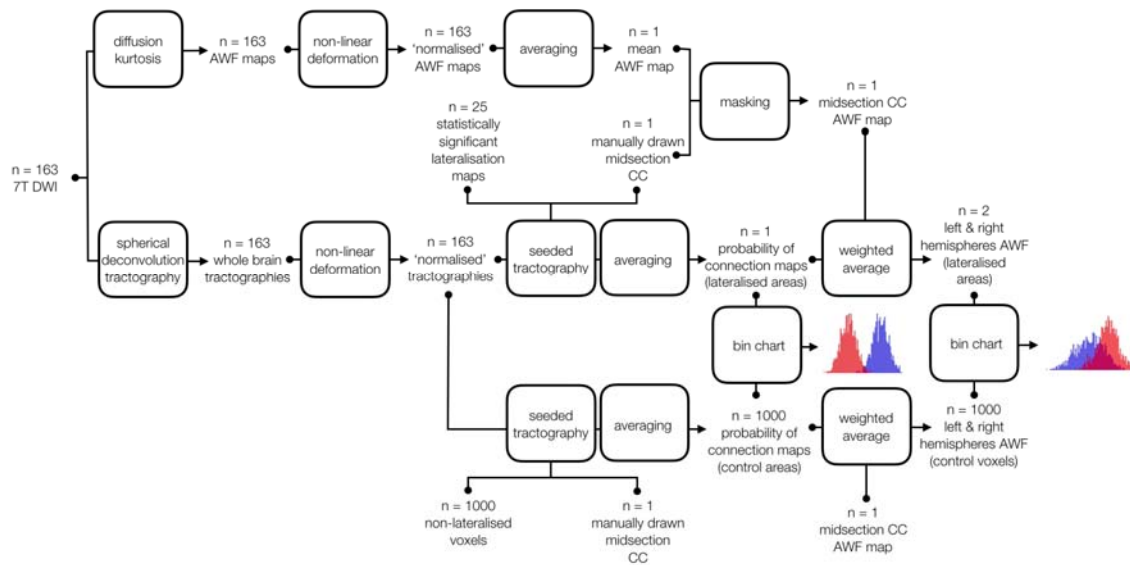 diffusion
kurtosis
n = 163
AWF maps
non-linear
deformation
n = 163
‘normalised’
AWF maps
averaging
n = 1
mean
AWF map
masking
n = 1
midsection CC
AWF map
n = 25
statistically
significant
lateralisation
maps
n = 1
manually drawn
midsection
CC
n = 163
7T DWI
spherical
deconvolution
tractography
n = 163
whole brain
tractographies
non-linear
deformation
n = 163
‘normalised’
tractographies
seeded
tractography
averaging
n = 1
probability of
connection maps
(lateralised areas)
weighted
average
n = 2
left & right
hemispheres AWF
(lateralised
areas)
bin chart
bin chart
seeded
tractography
averaging
n = 1000
probability of
connection maps
(control areas)
weighted
average
n = 1000
left & right
hemispheres AWF
(control voxels)
n = 1000
non-lateralised
voxels
n = 1
manually drawn
midsection
CC
n = 1
midsection CC
AWF map